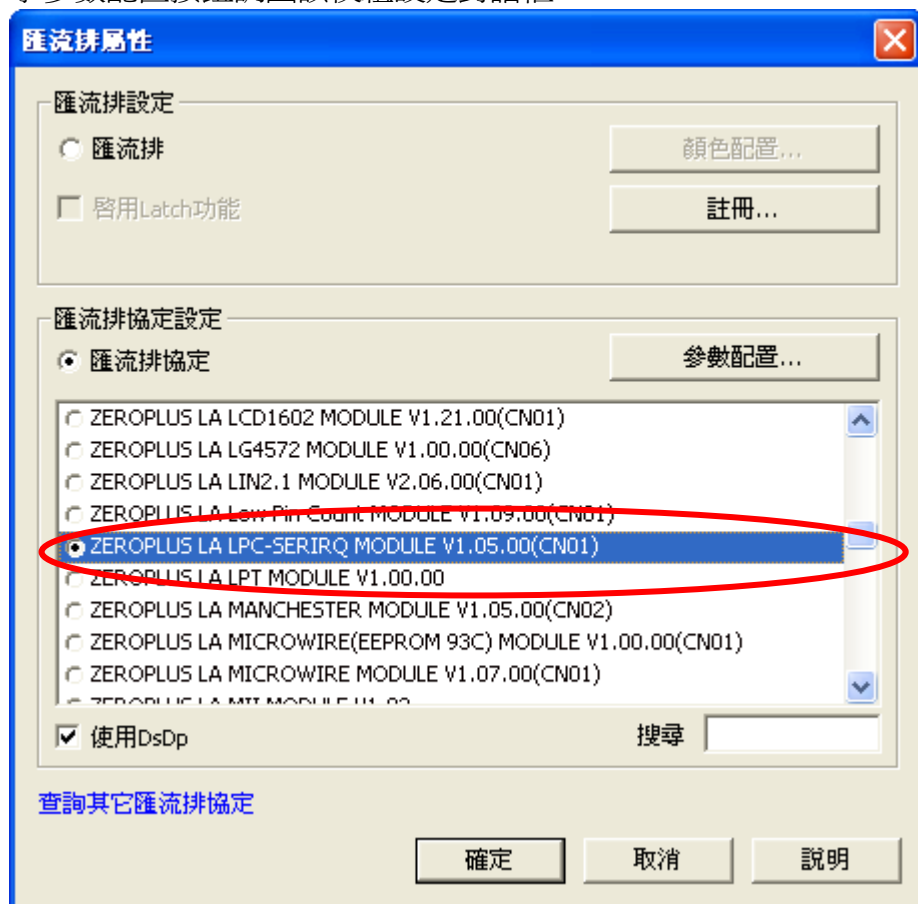 匯流排屬性
匯流排設定
匯流排
顏色配置...
啓用Latch功能
註冊...
匯流排協定設定
匯流排協定
參數配置...
ZEROPLUS LA LCD1602 MODULE V1.21.00(CN01)
ZEROPLUS LA LG4572 MODULE V1.00.00(CN06)
ZEROPLUS LA LIN2.1 MODULE V2.06.00(CN01)
ZEROPLUS LA Low Pin Count MODULE V1.09.00(CN01)
ZEROPLUS LA LPC-SERIRQ MODULE V1.05.00(CN01)
ZEROPLUS LA LPT MODULE V1.00.00
ZEROPLUS LA MANCHESTER MODULE V1.05.00(CN02)
ZEROPLUS LA MICROWIRE(EEPROM 93C) MODULE V1.00.00(CN01)
ZEROPLUS LA MICROWIRE MODULE V1.07.00(CN01)
ZEROPLUS LA MII MODULE
使用DsDp
搜尋
查詢其它匯流排協定
確定
取消
説明